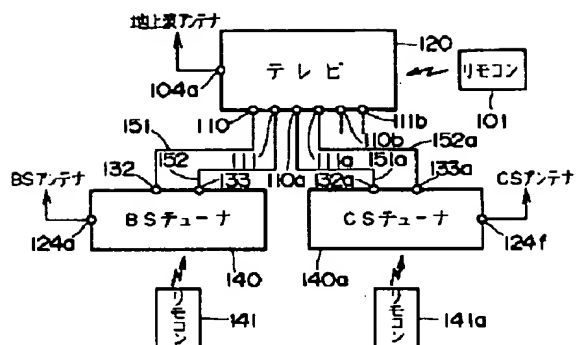 地上波アンテナ
120
テレビ
リモコン
104a
101
110
111b
151
110b
152a
132
152
111
133
110a
111a
132a
151a
133a
BSアンテナ
CSアンテナ
BSチューナ
CSチューナ
124a
124f
140
140a
リモコン
141
リモコン
141a